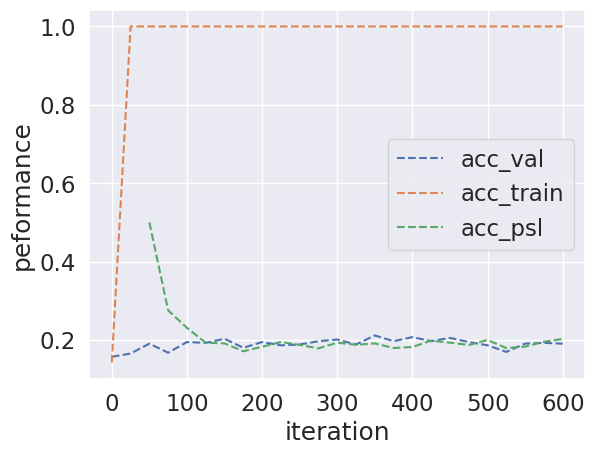 1.0
0.8
0.6
0.4
0.2
peformance
acc_val
acc_train
acc_psl
0 100 200 300 400 500 600
iteration